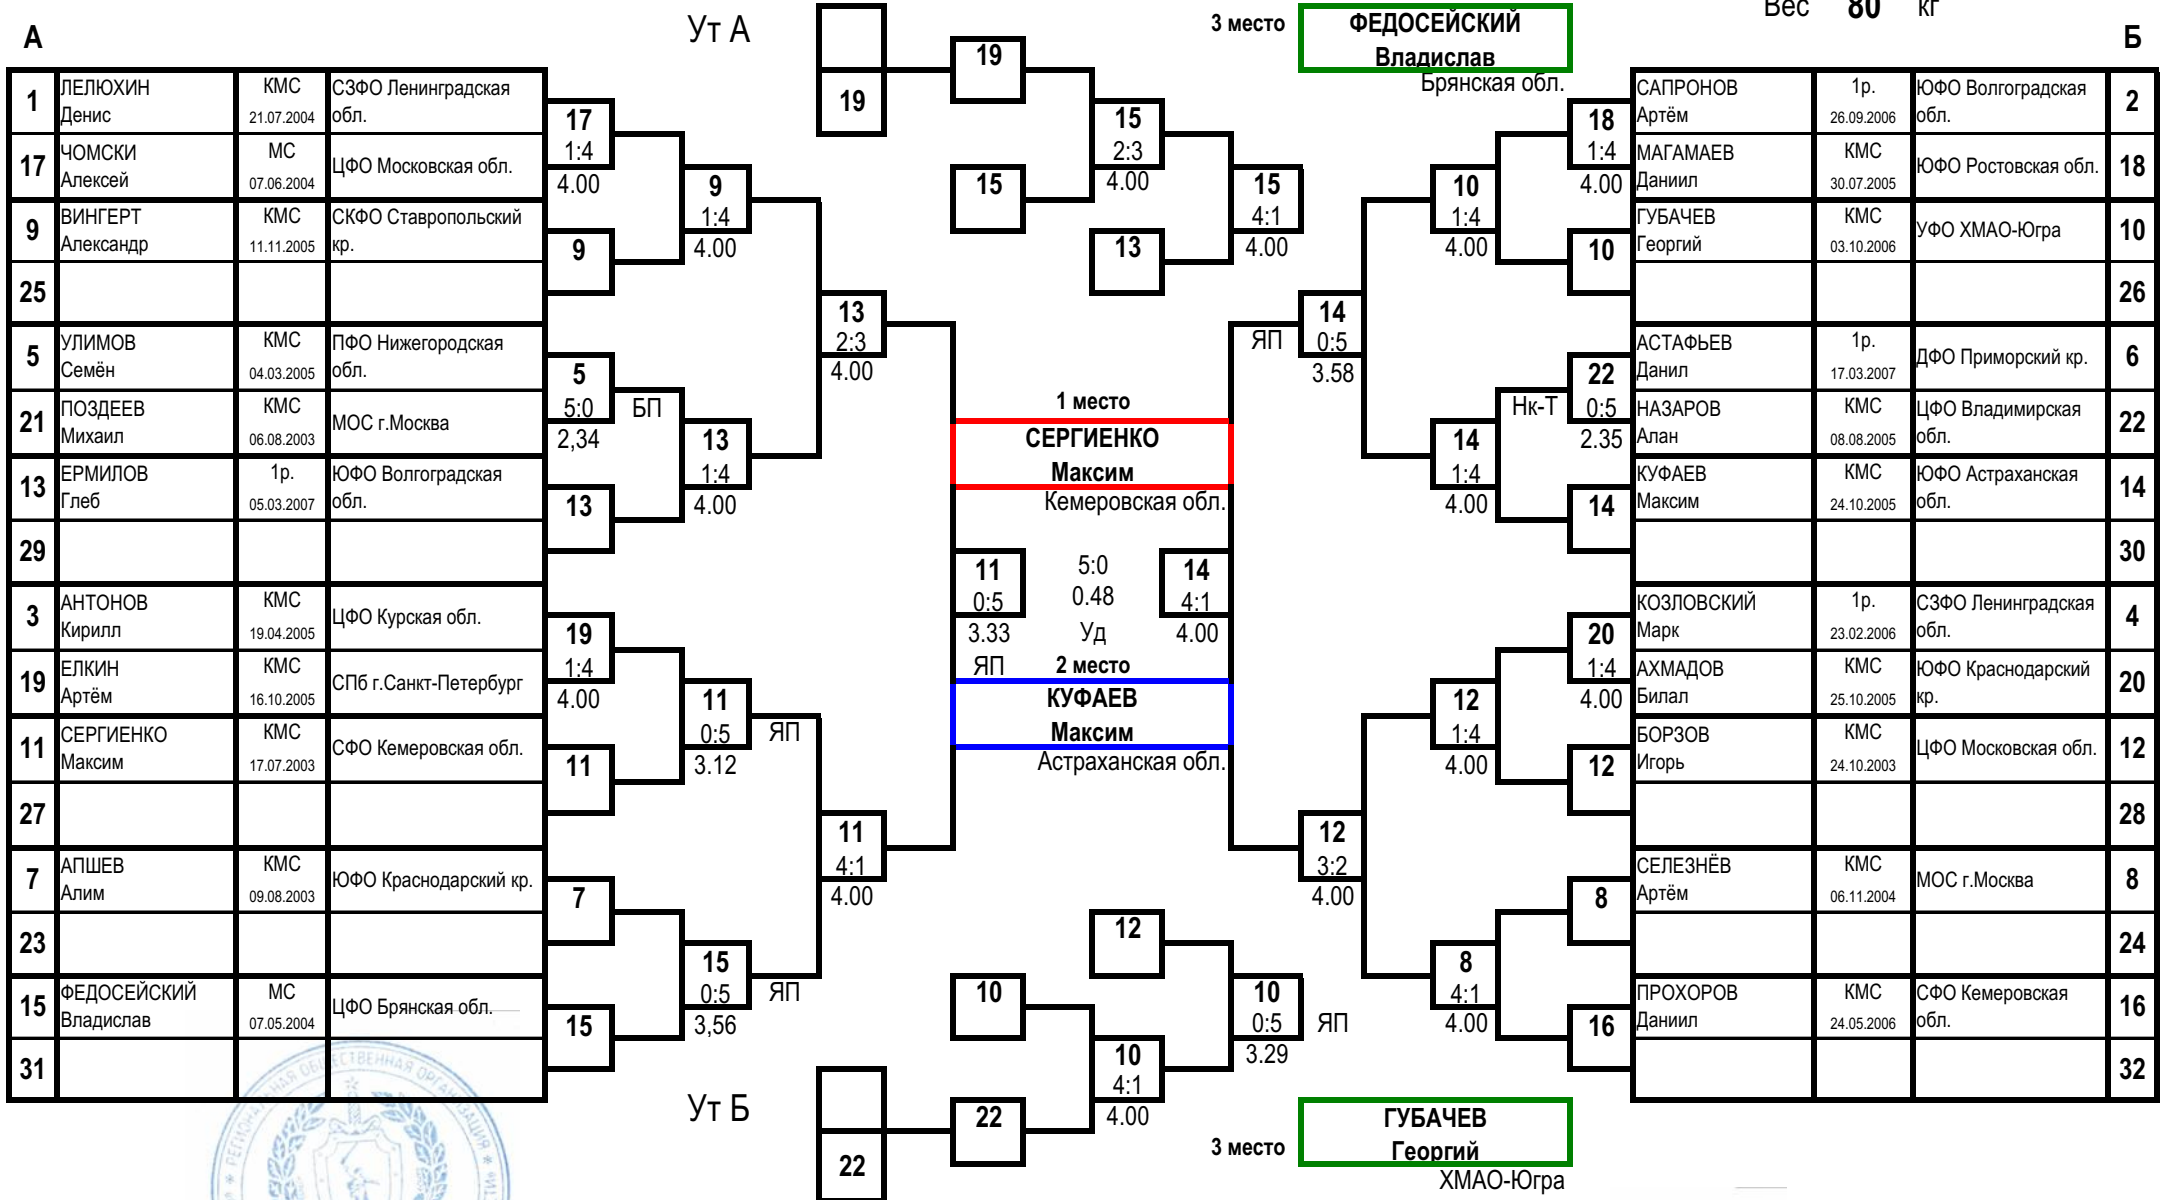 Вес 80 кг
А
Ут А
3 место
ФЕДОСЕЙСКИЙ
Владислав
Брянская обл.
Б
1 ЛЕЛЮХИН Денис КМС 21.07.2004 СЗФО Ленинградская обл.
17 ЧОМСКИ Алексей МС 07.06.2004 ЦФО Московская обл.
9 ВИНГЕРТ Александр КМС 11.11.2005 СКФО Ставропольский кр.
25
5 УЛИМОВ Семён КМС 04.03.2005 ПФО Нижегородская обл.
21 ПОЗДЕЕВ Михаил КМС 06.08.2003 МОС г.Москва
13 ЕРМИЛОВ Глеб 1р. 05.03.2007 ЮФО Волгоградская обл.
29
3 АНТОНОВ Кирилл КМС 19.04.2005 ЦФО Курская обл.
19 ЕЛКИН Артём КМС 16.10.2005 СПб г.Санкт-Петербург
11 СЕРГИЕНКО Максим КМС 17.07.2003 СФО Кемеровская обл.
27
7 АПШЕВ Алим КМС 09.08.2003 ЮФО Краснодарский кр.
23
15 ФЕДОСЕЙСКИЙ Владислав МС 07.05.2004 ЦФО Брянская обл.
31
17
1:4
4.00
9
5
5:0
2,34
БП
13
19
1:4
4.00
11
7
15
9
1:4
4.00
13
1:4
4.00
11
0:5
3.12
ЯП
15
0:5
3,56
ЯП
13
2:3
4.00
11
4:1
4.00
19
19
15
15
2:3
4.00
13
15
4:1
4.00
1 место
СЕРГИЕНКО
Максим
Кемеровская обл.
11
0:5
3.33
ЯП
5:0
0.48
Уд
14
4:1
4.00
2 место
КУФАЕВ
Максим
Астраханская обл.
12
10
10
4:1
4.00
10
0:5
3.29
ЯП
22
22
Ут Б
3 место
ГУБАЧЕВ
Георгий
ХМАО-Югра
14
0:5
3.58
ЯП
12
3:2
4.00
10
1:4
4.00
14
1:4
4.00
Нк-Т
12
1:4
4.00
8
4:1
4.00
18
1:4
4.00
10
22
0:5
2.35
14
20
1:4
4.00
12
8
16
САПРОНОВ Артём 1р. 26.09.2006 ЮФО Волгоградская обл. 2
МАГАМАЕВ Даниил КМС 30.07.2005 ЮФО Ростовская обл. 18
ГУБАЧЕВ Георгий КМС 03.10.2006 УФО ХМАО-Югра 10
26
АСТАФЬЕВ Данил 1р. 17.03.2007 ДФО Приморский кр. 6
НАЗАРОВ Алан КМС 08.08.2005 ЦФО Владимирская обл. 22
КУФАЕВ Максим КМС 24.10.2005 ЮФО Астраханская обл. 14
30
КОЗЛОВСКИЙ Марк 1р. 23.02.2006 СЗФО Ленинградская обл. 4
АХМАДОВ Билал КМС 25.10.2005 ЮФО Краснодарский кр. 20
БОРЗОВ Игорь КМС 24.10.2003 ЦФО Московская обл. 12
28
СЕЛЕЗНЁВ Артём КМС 06.11.2004 МОС г.Москва 8
24
ПРОХОРОВ Даниил КМС 24.05.2006 СФО Кемеровская обл. 16
32
РЕГИОНАЛЬНАЯ ОБЩЕСТВЕННАЯ ОРГАНИЗАЦИЯ